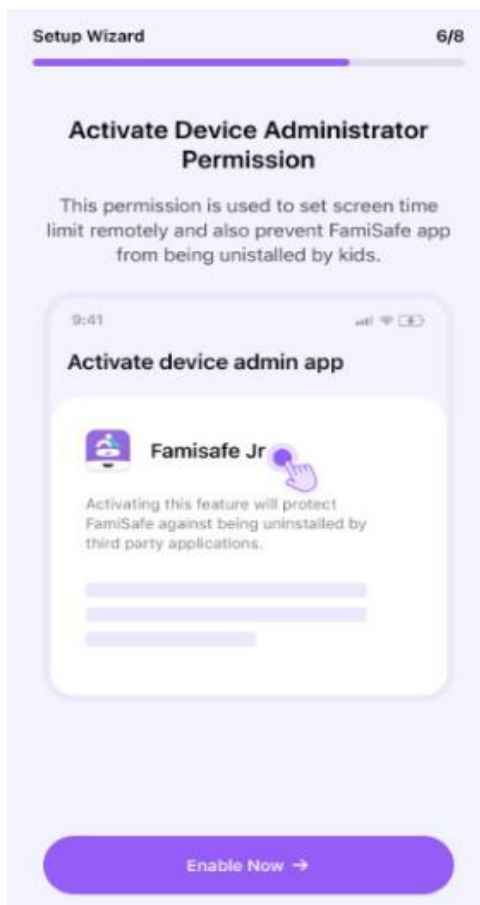 Setup Wizard 6/8
Activate Device Administrator
Permission
This permission is used to set screen time
limit remotely and also prevent FamiSafe app
from being unistalled by kids.
9:41
Activate device admin app
Famisafe Jr
Activating this feature will protect
FamiSafe against being uninstalled by
third party applications.
Enable Now →